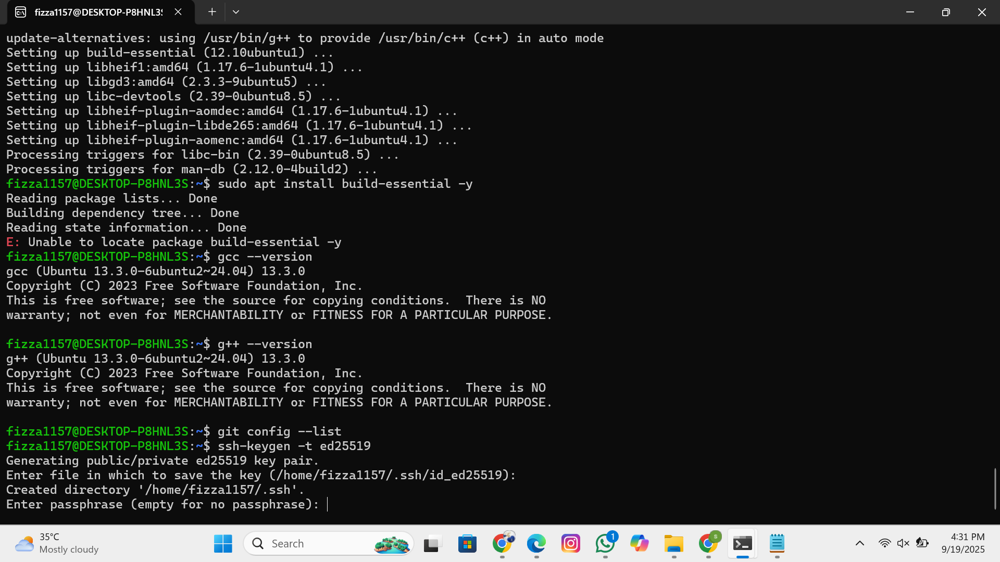 fizza1157@DESKTOP-P8HNL3S
update-alternatives: using /usr/bin/g++ to provide /usr/bin/c++ (c++) in auto mode
Setting up build-essential (12.10ubuntu1) ...
Setting up libheif1:amd64 (1.17.6-1ubuntu4.1) ...
Setting up libgd3:amd64 (2.3.3-9ubuntu5) ...
Setting up libc-devtools (2.39-0ubuntu8.5) ...
Setting up libheif-plugin-aomdec:amd64 (1.17.6-1ubuntu4.1) ...
Setting up libheif-plugin-libde265:amd64 (1.17.6-1ubuntu4.1) ...
Setting up libheif-plugin-aomenc:amd64 (1.17.6-1ubuntu4.1) ...
Processing triggers for libc-bin (2.39-0ubuntu8.5) ...
Processing triggers for man-db (2.12.0-4build2) ...
fizza1157@DESKTOP-P8HNL3S:~$ sudo apt install build-essential -y
Reading package lists... Done
Building dependency tree... Done
Reading state information... Done
E: Unable to locate package build-essential -y
fizza1157@DESKTOP-P8HNL3S:~$ gcc --version
gcc (Ubuntu 13.3.0-6ubuntu2~24.04) 13.3.0
Copyright (C) 2023 Free Software Foundation, Inc.
This is free software; see the source for copying conditions.  There is NO
warranty; not even for MERCHANTABILITY or FITNESS FOR A PARTICULAR PURPOSE.
fizza1157@DESKTOP-P8HNL3S:~$ g++ --version
g++ (Ubuntu 13.3.0-6ubuntu2~24.04) 13.3.0
Copyright (C) 2023 Free Software Foundation, Inc.
This is free software; see the source for copying conditions.  There is NO
warranty; not even for MERCHANTABILITY or FITNESS FOR A PARTICULAR PURPOSE.
fizza1157@DESKTOP-P8HNL3S:~$ git config --list
fizza1157@DESKTOP-P8HNL3S:~$ ssh-keygen -t ed25519
Generating public/private ed25519 key pair.
Enter file in which to save the key (/home/fizza1157/.ssh/id_ed25519):
Created directory '/home/fizza1157/.ssh'.
Enter passphrase (empty for no passphrase):
35°C
Mostly cloudy
Search
1
4:31 PM
9/19/2025